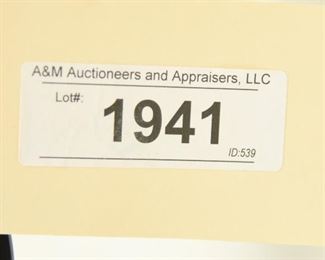 A&M Auctioneers and Appraisers, LLC
Lot#:
1941
ID:539